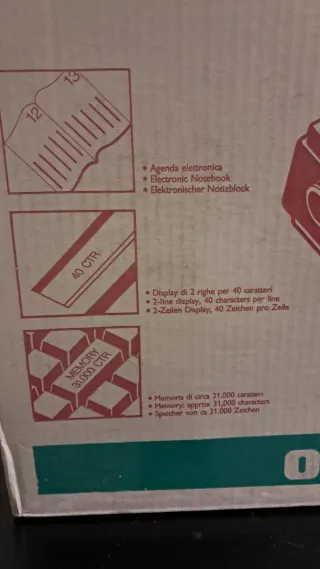 12 13
• Agenda elettronica
• Electronic Notebook
• Elektronischer Notizblock
40 CTR
• Display di 2 righe per 40 caratteri
• 2-line display, 40 characters per line
• 2-Zeilen Display, 40 Zeichen pro Zeile
MEMORY
31,000 CTR
• Memoria di circa 31,000 caratteri
• Memory: approx 31,000 characters
• Speicher von ca 31,000 Zeichen
O